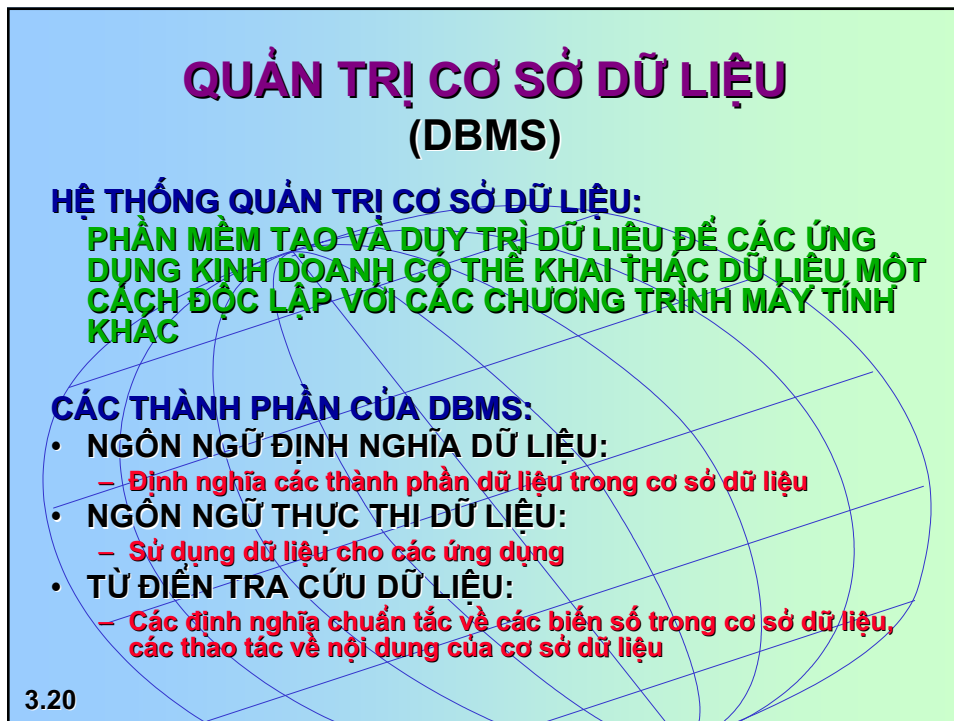 QUẢN TRỊ CƠ SỞ DỮ LIỆU
(DBMS)
HỆ THỐNG QUẢN TRỊ CƠ SỞ DỮ LIỆU:
PHẦN MỀM TẠO VÀ DUY TRÌ DỮ LIỆU ĐỂ CÁC ỨNG
DỤNG KINH DOANH CÓ THỂ KHAI THÁC DỮ LIỆU MỘT
CÁCH ĐỘC LẬP VỚI CÁC CHƯƠNG TRÌNH MÁY TÍNH
KHÁC
CÁC THÀNH PHẦN CỦA DBMS:
• NGÔN NGỮ ĐỊNH NGHĨA DỮ LIỆU:
– Định nghĩa các thành phần dữ liệu trong cơ sở dữ liệu
• NGÔN NGỮ THỰC THI DỮ LIỆU:
– Sử dụng dữ liệu cho các ứng dụng
• TỪ ĐIỂN TRA CỨU DỮ LIỆU:
– Các định nghĩa chuẩn tắc về các biến số trong cơ sở dữ liệu,
các thao tác về nội dung của cơ sở dữ liệu
3.20